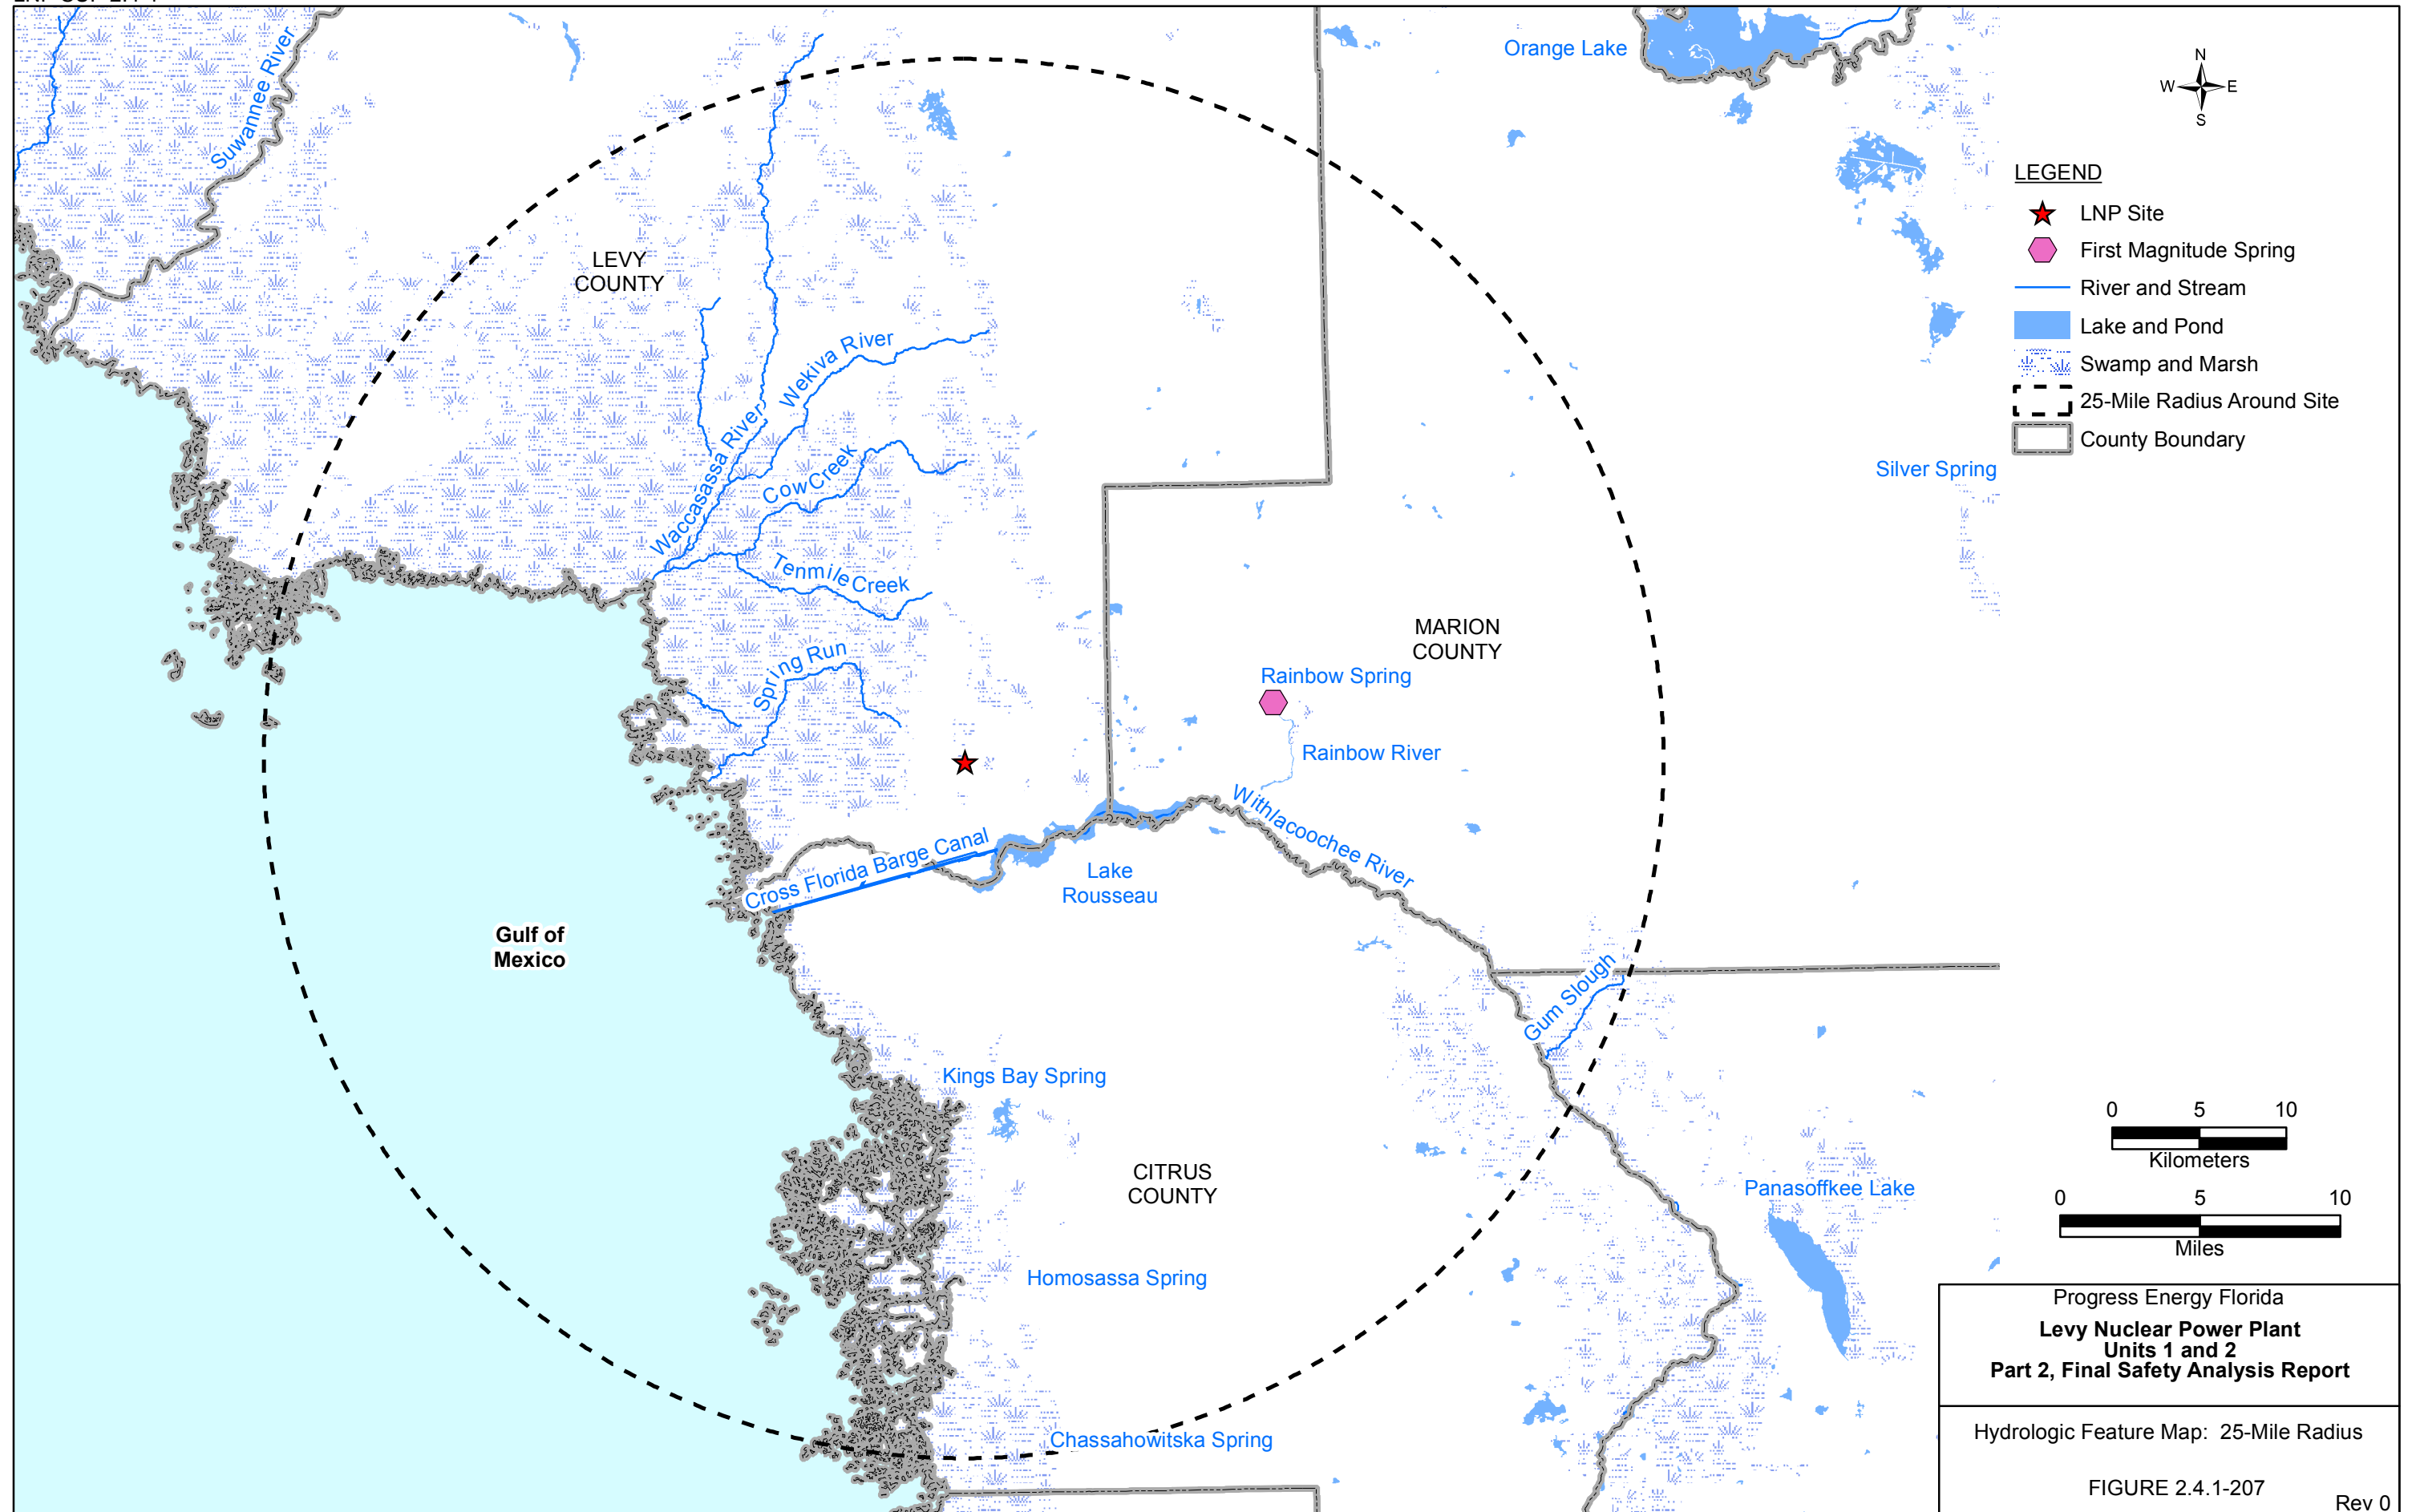 Suwannee River
Orange Lake
N
W E
S
LEGEND
LNP Site
First Magnitude Spring
River and Stream
Lake and Pond
Swamp and Marsh
25-Mile Radius Around Site
County Boundary
LEVY
COUNTY
Wekiva River
Waccasassa River
Cow Creek
Silver Spring
Tenmile Creek
MARION
COUNTY
Spring Run
Rainbow Spring
Rainbow River
Withlacoochee River
Cross Florida Barge Canal
Lake
Rousseau
Gulf of
Mexico
Gum Slough
Kings Bay Spring
0 5 10
Kilometers
CITRUS
COUNTY
Panasoffkee Lake
0 5 10
Miles
Homosassa Spring
Chassahowitska Spring
Progress Energy Florida
Levy Nuclear Power Plant
Units 1 and 2
Part 2, Final Safety Analysis Report
Hydrologic Feature Map: 25-Mile Radius
FIGURE 2.4.1-207
Rev 0